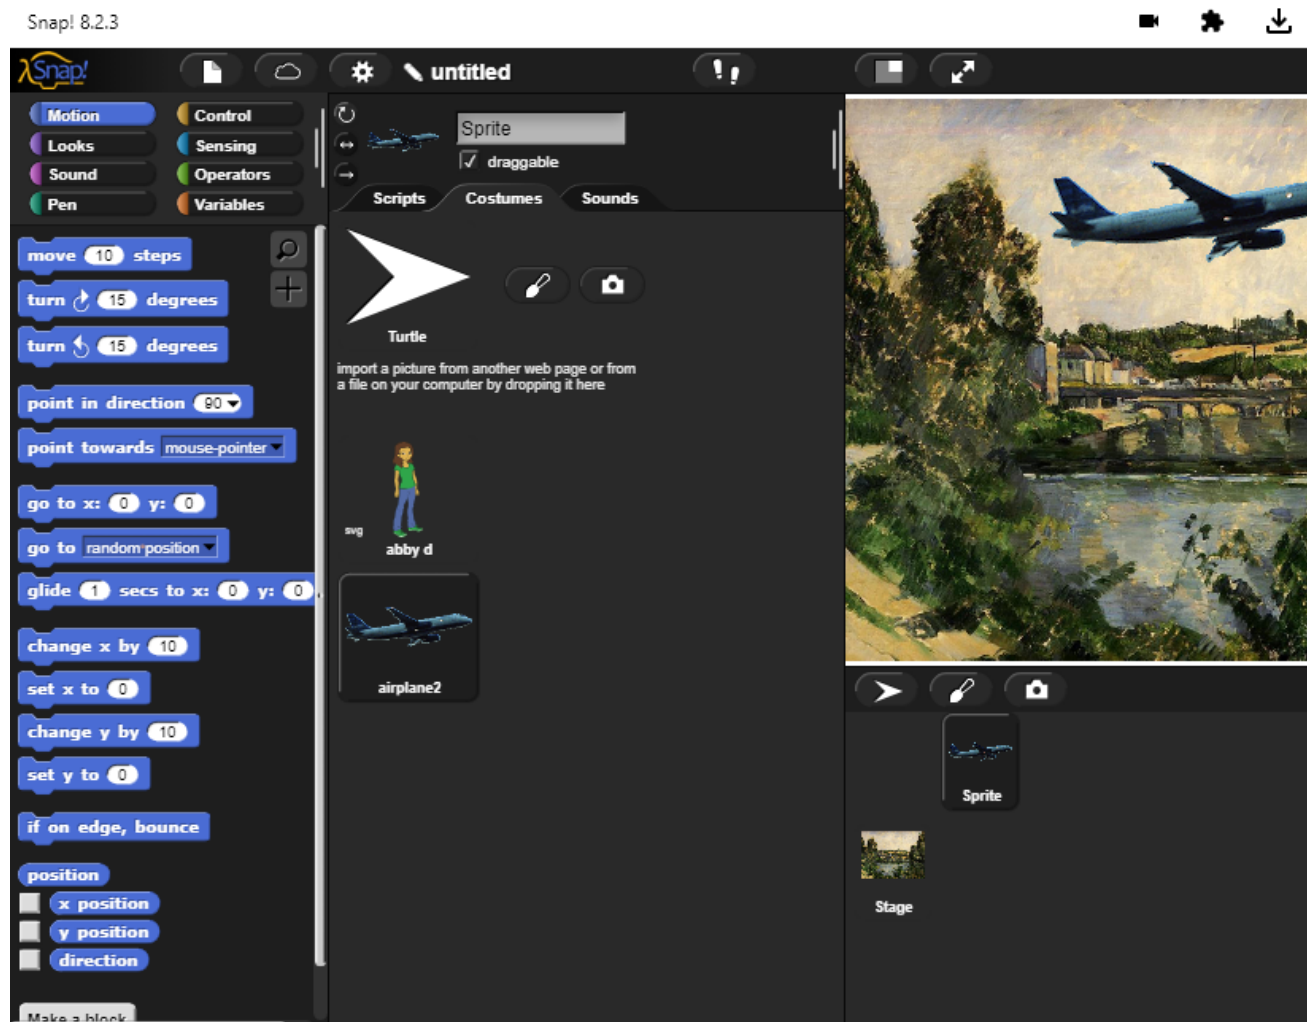 Snap! 8.2.3
Snap!
untitled
Motion
Control
Looks
Sensing
Sound
Operators
Pen
Variables
Sprite
draggable
Scripts
Costumes
Sounds
move 10 steps
turn 15 degrees
turn 15 degrees
point in direction 90
point towards mouse-pointer
go to x: 0 y: 0
go to random position
glide 1 secs to x: 0 y: 0
change x by 10
set x to 0
change y by 10
set y to 0
if on edge, bounce
position
x position
y position
direction
Make a block
Turtle
import a picture from another web page or from
a file on your computer by dropping it here
svg
abby d
airplane2
Sprite
Stage